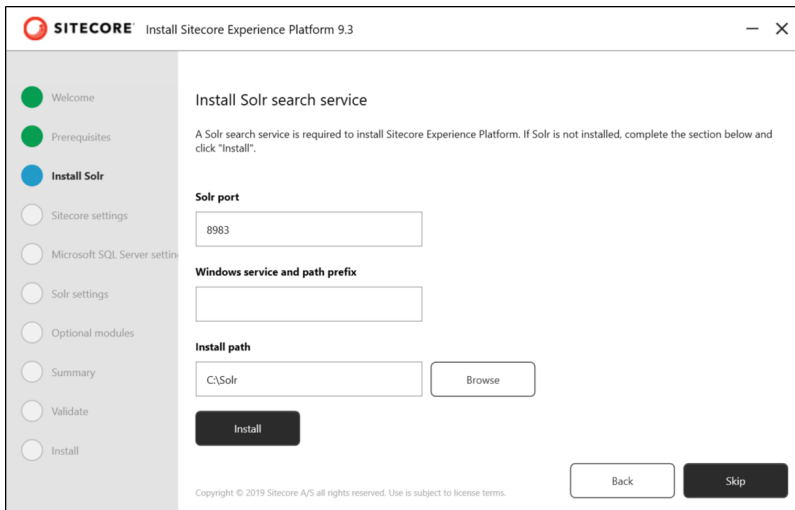 SITECORE Install Sitecore Experience Platform 9.3
Welcome
Prerequisites
Install Solr
Sitecore settings
Microsoft SQL Server settin
Solr settings
Optional modules
Summary
Validate
Install
Install Solr search service
A Solr search service is required to install Sitecore Experience Platform. If Solr is not installed, complete the section below and
click "Install".
Solr port
8983
Windows service and path prefix
Install path
C:\Solr
Browse
Install
Back
Skip
Copyright © 2019 Sitecore A/S all rights reserved. Use is subject to license terms.